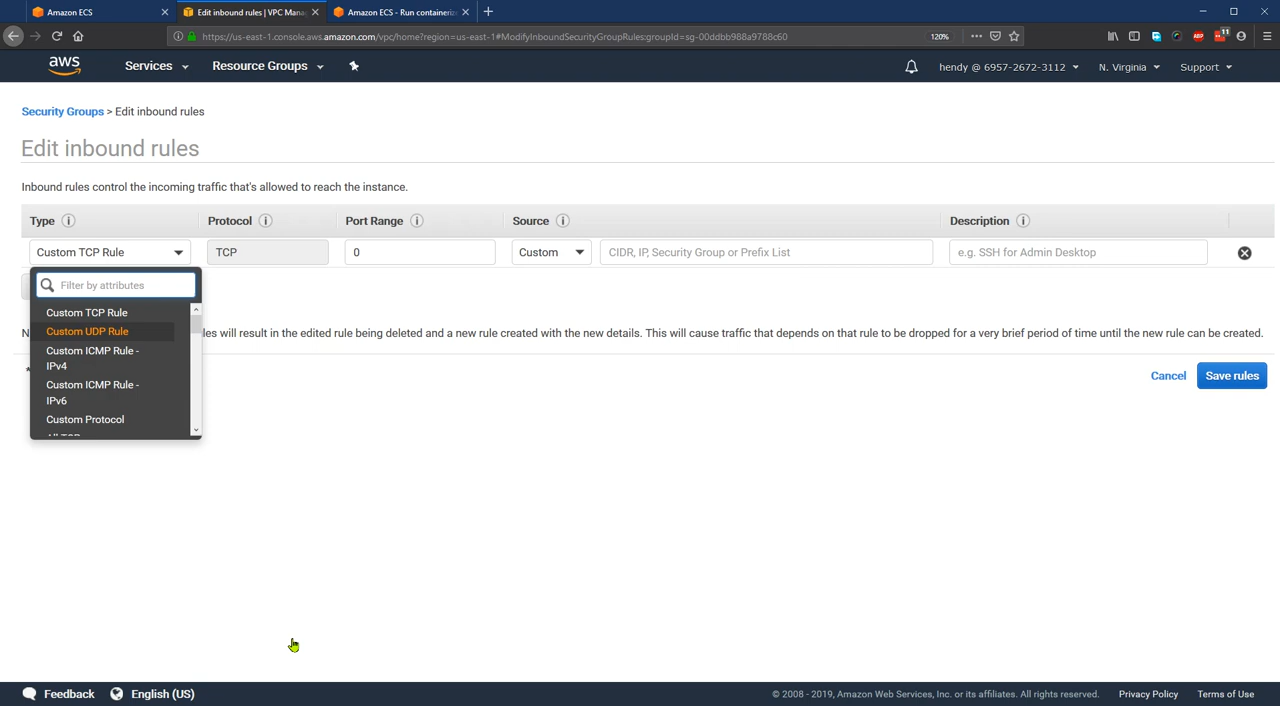 Amazon ECS
Edit inbound rules | VPC Mana
Amazon ECS - Run containeriz
https://us-east-1.console.aws.amazon.com/vpc/home?region=us-east-1#ModifyInboundSecurityGroupRules:groupId=sg-00ddbb988a9788c60
120%
ABP
11
aws
Services
Resource Groups
hendy @ 6957-2672-3112
N. Virginia
Support
Security Groups > Edit inbound rules
Edit inbound rules
Inbound rules control the incoming traffic that's allowed to reach the instance.
Type
Protocol
Port Range
Source
Description
Custom TCP Rule
TCP
0
Custom
CIDR, IP, Security Group or Prefix List
e.g. SSH for Admin Desktop
Filter by attributes
Custom TCP Rule
Custom UDP Rule
Custom ICMP Rule -
IPv4
Custom ICMP Rule -
IPv6
Custom Protocol
All TCP
les will result in the edited rule being deleted and a new rule created with the new details. This will cause traffic that depends on that rule to be dropped for a very brief period of time until the new rule can be created.
*
Cancel
Save rules
Feedback
English (US)
© 2008 - 2019, Amazon Web Services, Inc. or its affiliates. All rights reserved.
Privacy Policy
Terms of Use